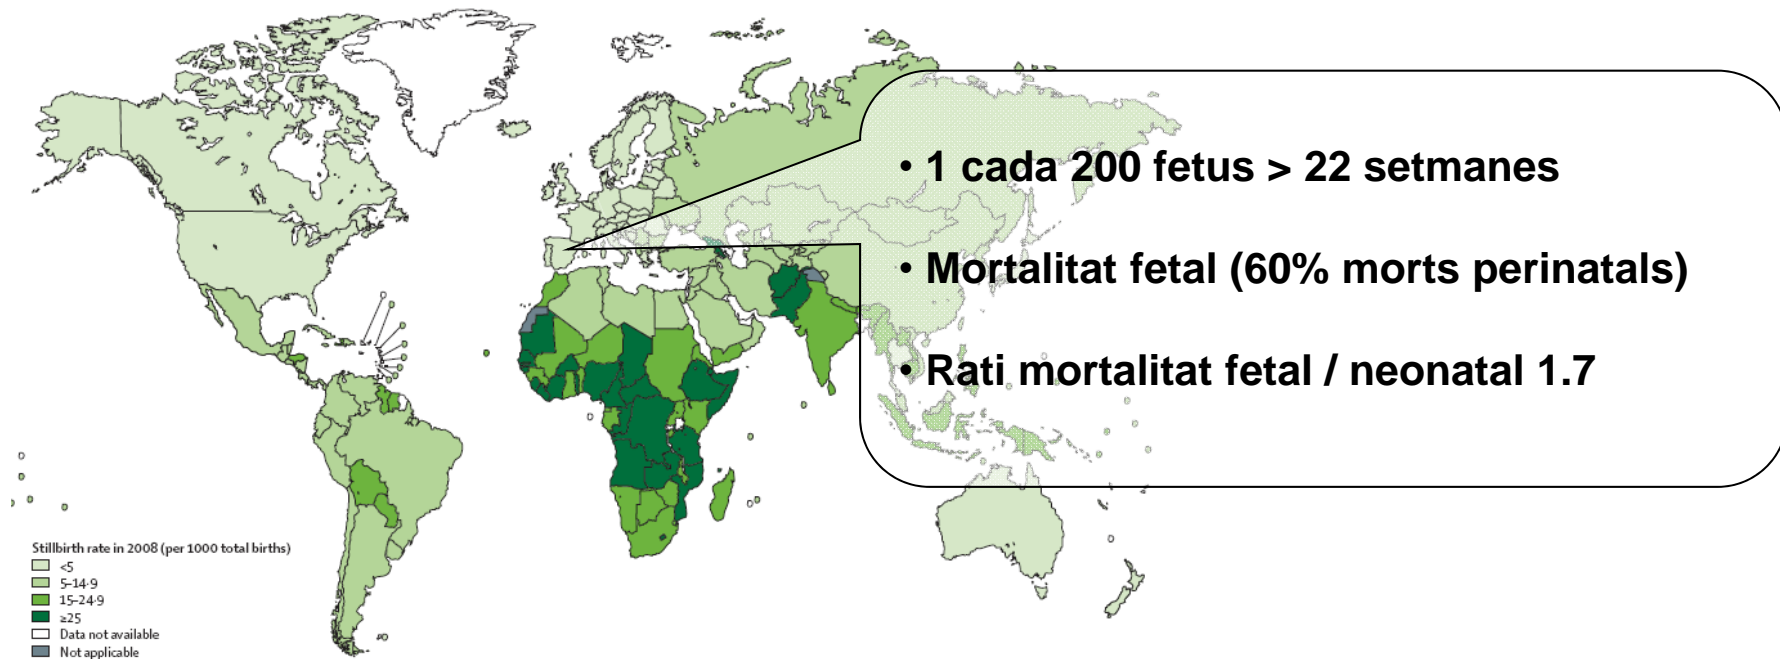 • 1 cada 200 fetus > 22 setmanes
• Mortalitat fetal (60% morts perinatals)
• Rati mortalitat fetal / neonatal 1.7
Stillbirth rate in 2008 (per 1000 total births)
<5
5–14·9
15–24·9
≥25
Data not available
Not applicable